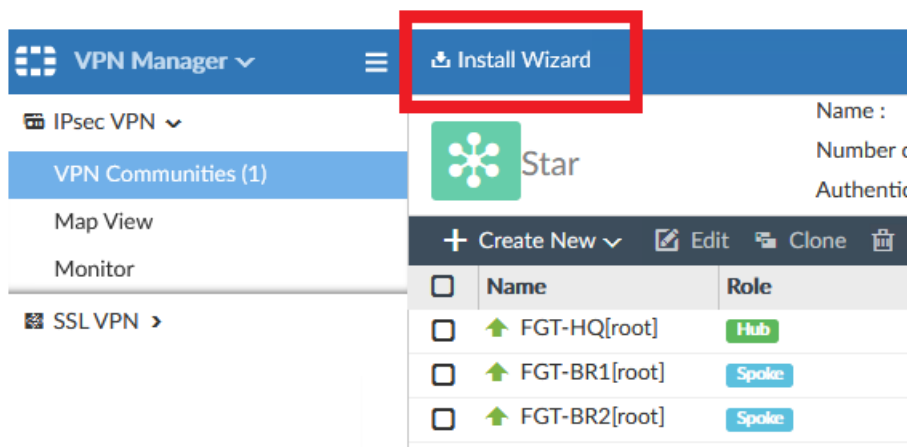 VPN Manager
Install Wizard
IPsec VPN
VPN Communities (1)
Map View
Monitor
SSL VPN
Star
Name :
Number
Create New
Edit
Clone
Name Role
FGT-HQ[root] Hub
FGT-BR1[root] Spoke
FGT-BR2[root] Spoke